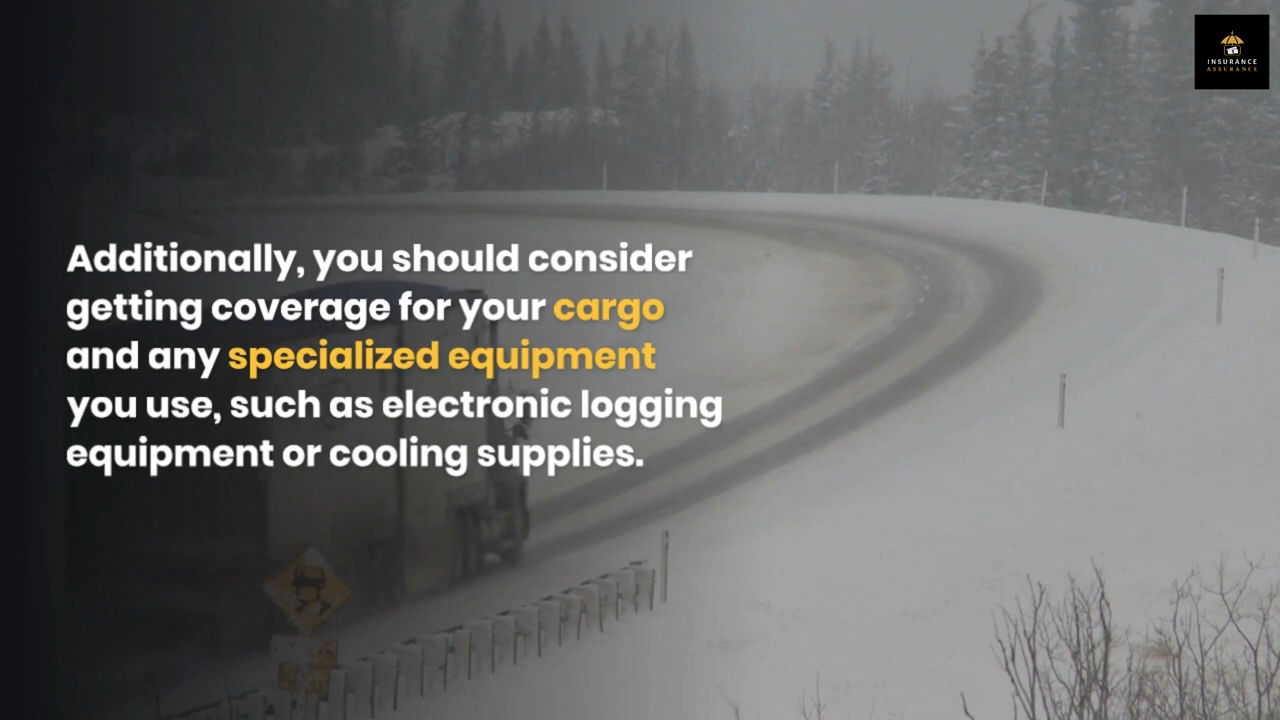 INSURANCE
ASSURANCE
Additionally, you should consider
getting coverage for your cargo
and any specialized equipment
you use, such as electronic logging
equipment or cooling supplies.